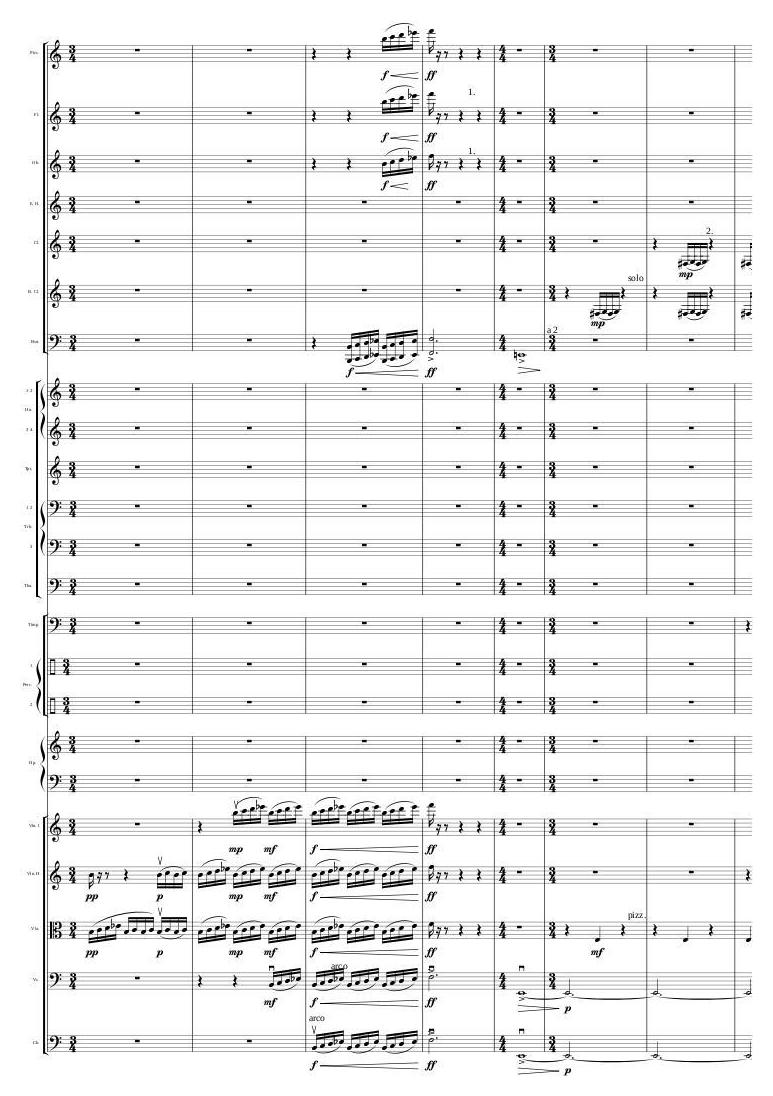 Picc.
f ff
Fl.
1.
f ff
Ob.
1.
f ff
E. H.
Cl.
2.
mp
B. Cl.
solo
mp
Bsn.
a 2
f ff
1 2
Hn.
3 4
Tpt.
1 2
Trb.
3
Tba.
Timp.
1
Perc.
2
Hp.
Vln. I
mp mf f ff
Vln. II
pp p mp mf f ff
Vla.
pizz.
pp p mp mf f ff mf
Vc.
arco
mf f ff p
Cb.
arco
f ff p